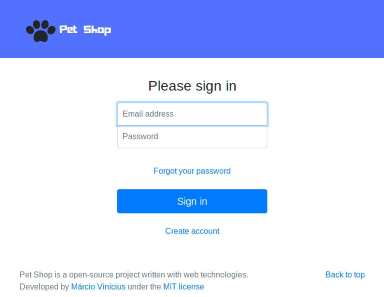 Pet Shop
Please sign in
Email address
Password
Forgot your password
Sign in
Create account
Pet Shop is a open-source project written with web technologies.
Back to top
Developed by Márcio Vinícius under the MIT license